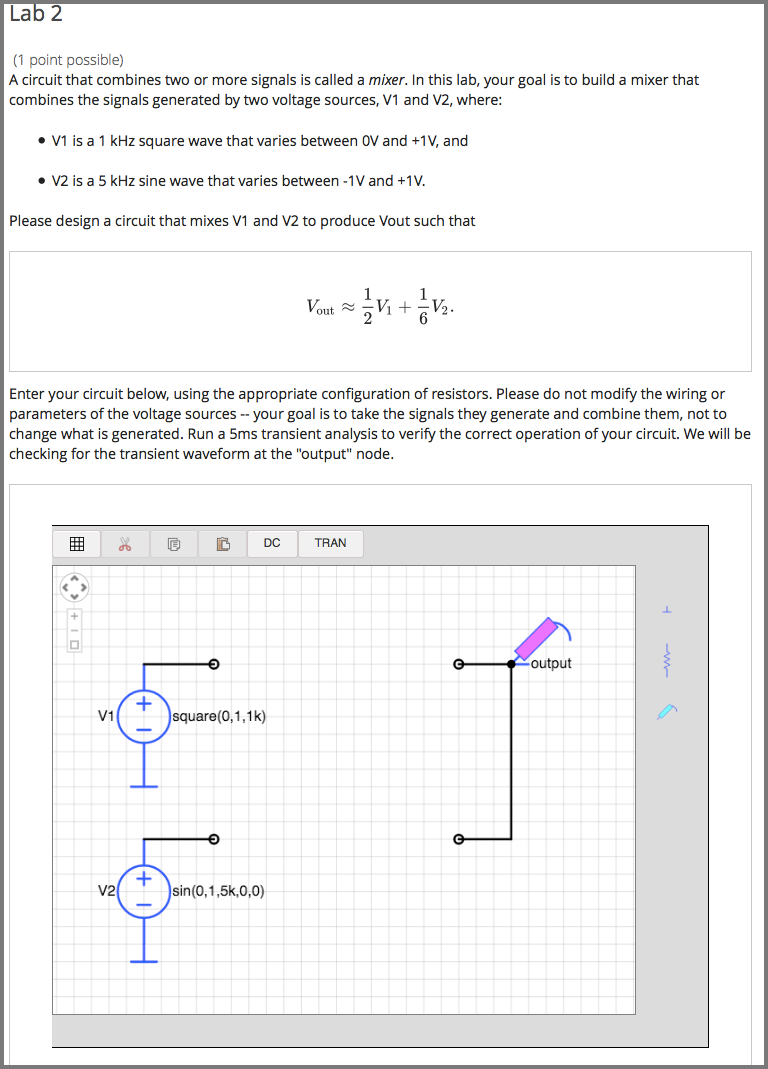 Lab 2
(1 point possible)
A circuit that combines two or more signals is called a mixer. In this lab, your goal is to build a mixer that
combines the signals generated by two voltage sources, V1 and V2, where:
• V1 is a 1 kHz square wave that varies between 0V and +1V, and
• V2 is a 5 kHz sine wave that varies between -1V and +1V.
Please design a circuit that mixes V1 and V2 to produce Vout such that
Vout ≈ 1/2 V1 + 1/6 V2.
Enter your circuit below, using the appropriate configuration of resistors. Please do not modify the wiring or
parameters of the voltage sources -- your goal is to take the signals they generate and combine them, not to
change what is generated. Run a 5ms transient analysis to verify the correct operation of your circuit. We will be
checking for the transient waveform at the "output" node.
DC TRAN
output
V1 square(0,1,1k)
V2 sin(0,1,5k,0,0)